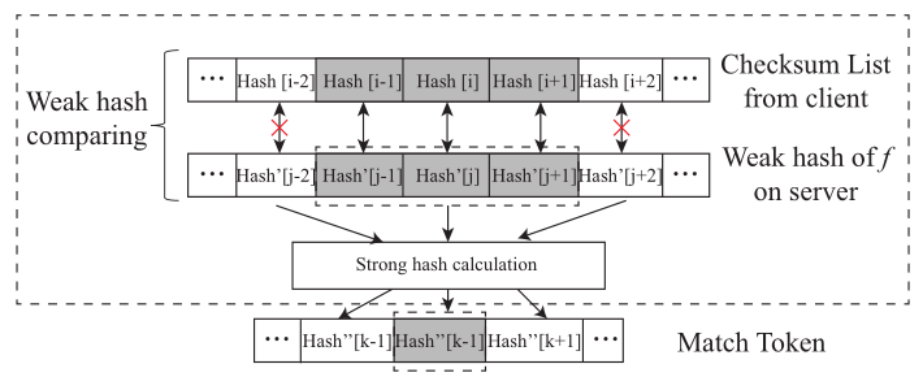 ··· Hash [i-2] Hash [i-1] Hash [i] Hash [i+1] Hash [i+2] ···
Checksum List
from client
Weak hash
comparing
··· Hash'[j-2] Hash'[j-1] Hash'[j] Hash'[j+1] Hash'[j+2] ···
Weak hash of f
on server
Strong hash calculation
··· Hash''[k-1] Hash''[k-1] Hash''[k+1] ···
Match Token